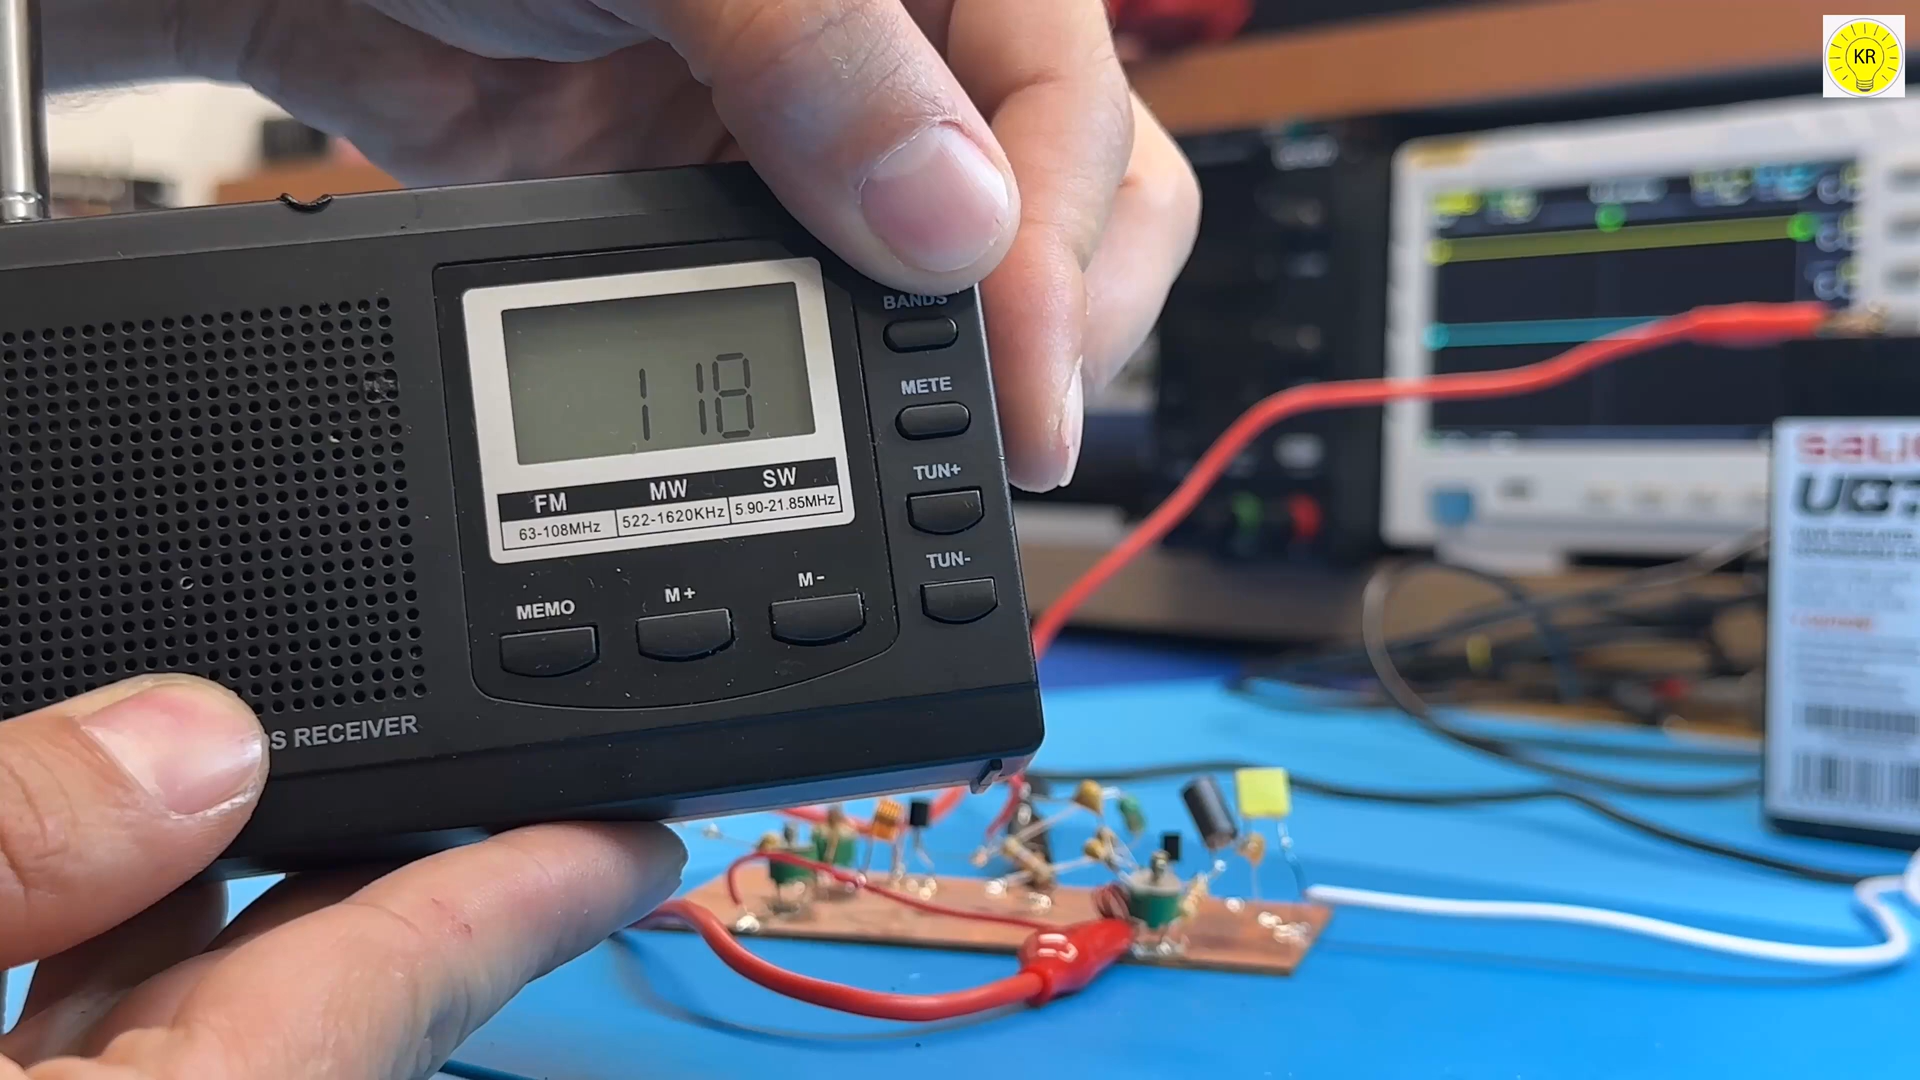 KR
BANDS
118
METE
TUN+
FM MW SW
63-108MHz 522-1620KHz 5.90-21.85MHz
TUN-
MEMO M+ M-
DS RECEIVER